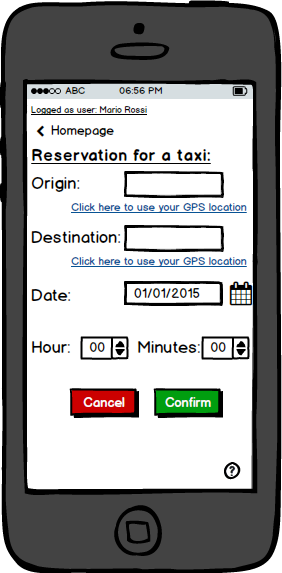 ABC 06:56 PM
Logged as user: Mario Rossi
Homepage
Reservation for a taxi:
Origin:
Click here to use your GPS location
Destination:
Click here to use your GPS location
Date: 01/01/2015
Hour: 00 Minutes: 00
Cancel Confirm
?